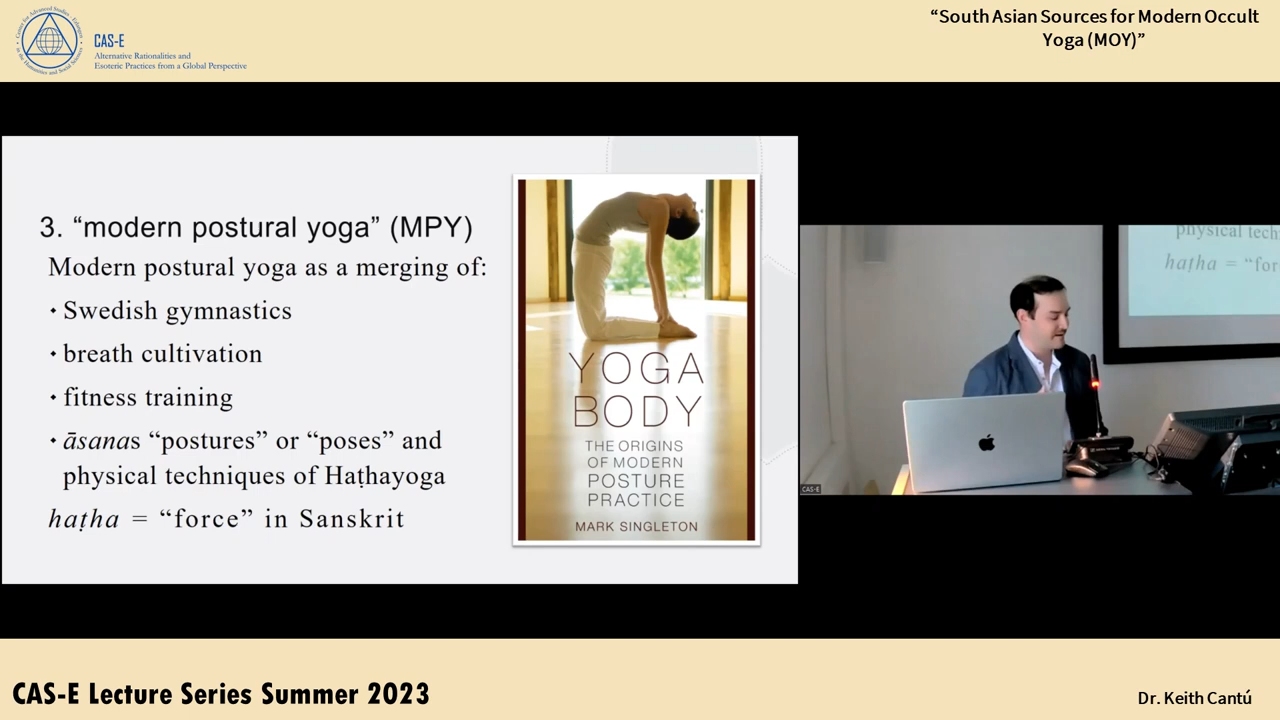 CAS-E
Alternative Rationalities and
Esoteric Practices from a Global Perspective
“South Asian Sources for Modern Occult
Yoga (MOY)”
3. “modern postural yoga” (MPY)
Modern postural yoga as a merging of:
· Swedish gymnastics
· breath cultivation
· fitness training
· āsanas “postures” or “poses” and
physical techniques of Haṭhayoga
haṭha = “force” in Sanskrit
YOGA
BODY
THE ORIGINS
OF MODERN
POSTURE
PRACTICE
MARK SINGLETON
physical tech
haṭha = “for
CAS-E
CAS-E Lecture Series Summer 2023
Dr. Keith Cantú